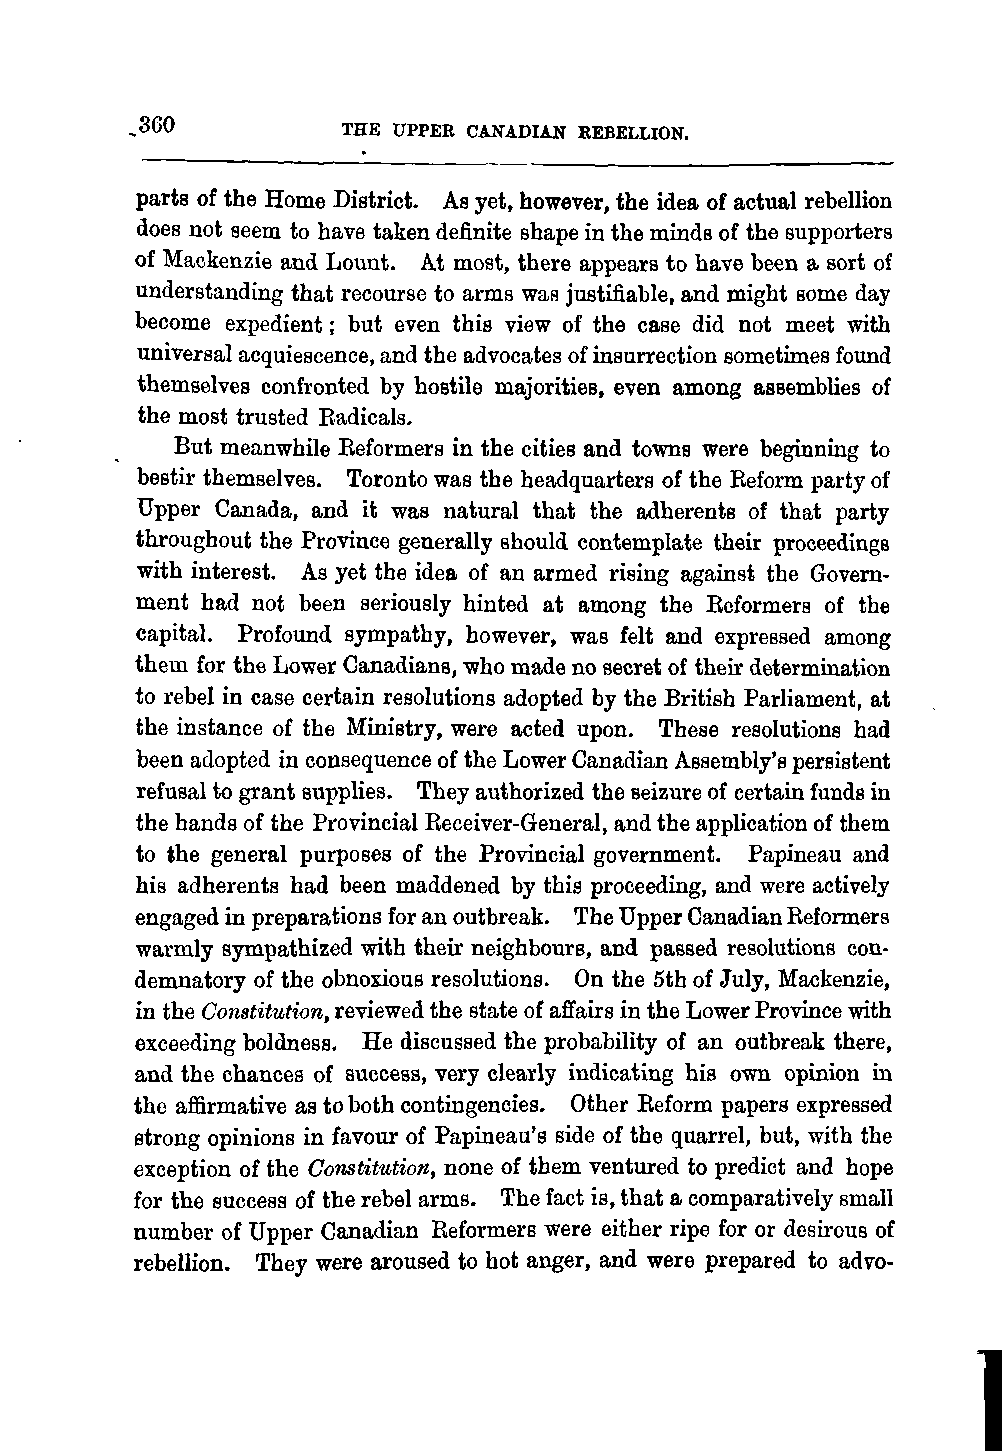 360
THE UPPER CANADIAN REBELLION.
parts of the Home District. As yet, however, the idea of actual rebellion
does not seem to have taken definite shape in the minds of the supporters
of Mackenzie and Lount. At most, there appears to have been a sort of
understanding that recourse to arms was justifiable, and might some day
become expedient; but even this view of the case did not meet with
universal acquiescence, and the advocates of insurrection sometimes found
themselves confronted by hostile majorities, even among assemblies of
the most trusted Radicals.
But meanwhile Reformers in the cities and towns were beginning to
bestir themselves. Toronto was the headquarters of the Reform party of
Upper Canada, and it was natural that the adherents of that party
throughout the Province generally should contemplate their proceedings
with interest. As yet the idea of an armed rising against the Govern-
ment had not been seriously hinted at among the Reformers of the
capital. Profound sympathy, however, was felt and expressed among
them for the Lower Canadians, who made no secret of their determination
to rebel in case certain resolutions adopted by the British Parliament, at
the instance of the Ministry, were acted upon. These resolutions had
been adopted in consequence of the Lower Canadian Assembly's persistent
refusal to grant supplies. They authorized the seizure of certain funds in
the hands of the Provincial Receiver-General, and the application of them
to the general purposes of the Provincial government. Papineau and
his adherents had been maddened by this proceeding, and were actively
engaged in preparations for an outbreak. The Upper Canadian Reformers
warmly sympathized with their neighbours, and passed resolutions con-
demnatory of the obnoxious resolutions. On the 5th of July, Mackenzie,
in the Constitution, reviewed the state of affairs in the Lower Province with
exceeding boldness. He discussed the probability of an outbreak there,
and the chances of success, very clearly indicating his own opinion in
the affirmative as to both contingencies. Other Reform papers expressed
strong opinions in favour of Papineau's side of the quarrel, but, with the
exception of the Constitution, none of them ventured to predict and hope
for the success of the rebel arms. The fact is, that a comparatively small
number of Upper Canadian Reformers were either ripe for or desirous of
rebellion. They were aroused to hot anger, and were prepared to advo-